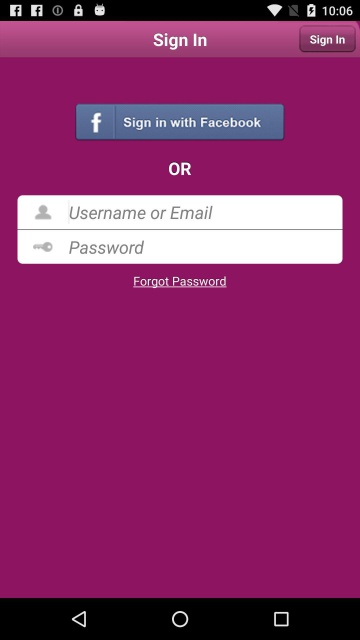 10:06
Sign In
Sign In
f Sign in with Facebook
OR
Username or Email
Password
Forgot Password